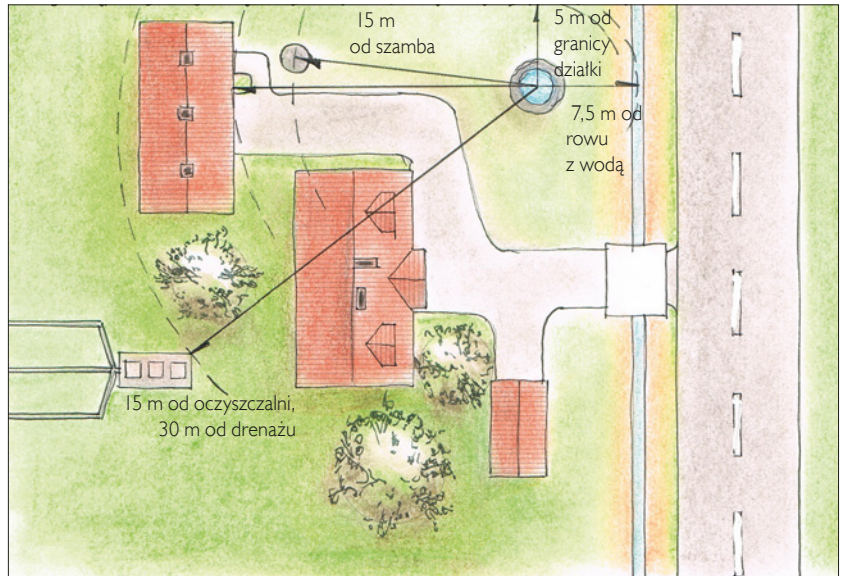 15 m
od szamba
5 m od
granicy
działki
7,5 m od
rowu
z wodą
15 m od oczyszczalni,
30 m od drenażu